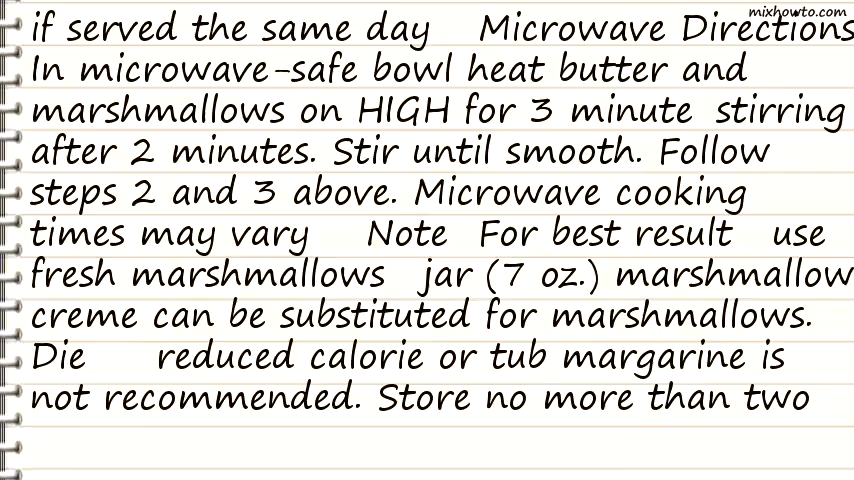 mixhowto.com
if served the same day Microwave Directions
In microwave-safe bowl heat butter and
marshmallows on HIGH for 3 minute stirring
after 2 minutes. Stir until smooth. Follow
steps 2 and 3 above. Microwave cooking
times may vary Note For best result use
fresh marshmallows jar (7 oz.) marshmallow
creme can be substituted for marshmallows.
Die reduced calorie or tub margarine is
not recommended. Store no more than two